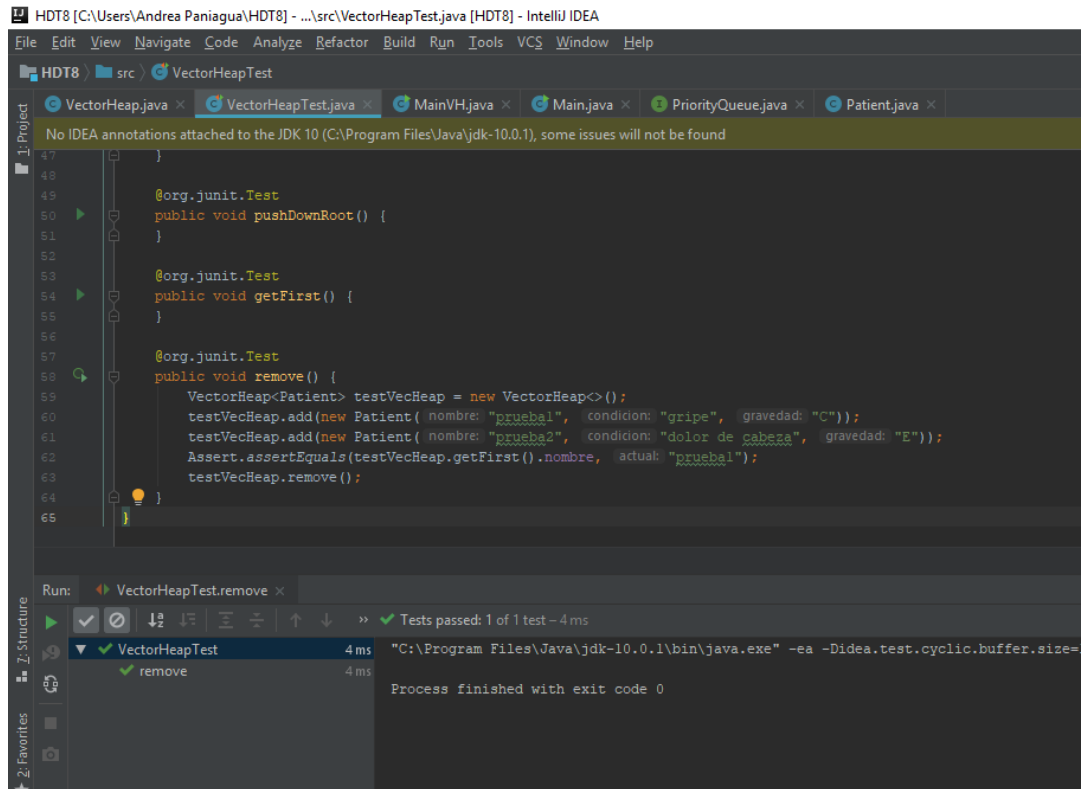 HDT8 [C:\Users\Andrea Paniagua\HDT8] - ...\src\VectorHeapTest.java [HDT8] - IntelliJ IDEA
File Edit View Navigate Code Analyze Refactor Build Run Tools VCS Window Help
HDT8 src VectorHeapTest
VectorHeap.java VectorHeapTest.java MainVH.java Main.java PriorityQueue.java Patient.java
1: Project
No IDEA annotations attached to the JDK 10 (C:\Program Files\Java\jdk-10.0.1), some issues will not be found
47 }
48
49 @org.junit.Test
50 public void pushDownRoot() {
51 }
52
53 @org.junit.Test
54 public void getFirst() {
55 }
56
57 @org.junit.Test
58 public void remove() {
59 VectorHeap<Patient> testVecHeap = new VectorHeap<>();
60 testVecHeap.add(new Patient( nombre: "prueba1", condicion: "gripe", gravedad: "C"));
61 testVecHeap.add(new Patient( nombre: "prueba2", condicion: "dolor de cabeza", gravedad: "E"));
62 Assert.assertEquals(testVecHeap.getFirst().nombre, actual: "prueba1");
63 testVecHeap.remove();
64 }
65 }
Run: VectorHeapTest.remove
7: Structure
2: Favorites
» Tests passed: 1 of 1 test – 4 ms
VectorHeapTest 4 ms
remove 4 ms
"C:\Program Files\Java\jdk-10.0.1\bin\java.exe" -ea -Didea.test.cyclic.buffer.size=
Process finished with exit code 0